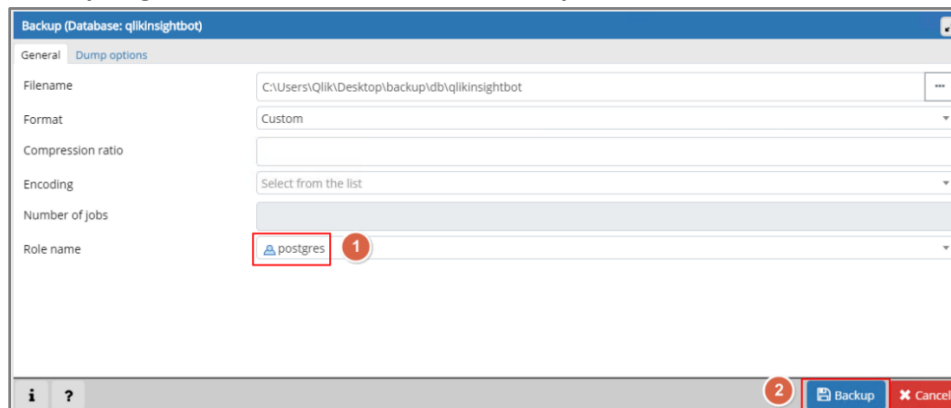 Backup (Database: qlikinsightbot)
General Dump options
Filename C:\Users\Qlik\Desktop\backup\db\qlikinsightbot ...
Format Custom
Compression ratio
Encoding Select from the list
Number of jobs
Role name postgres 1
i ? 2 Backup Cancel